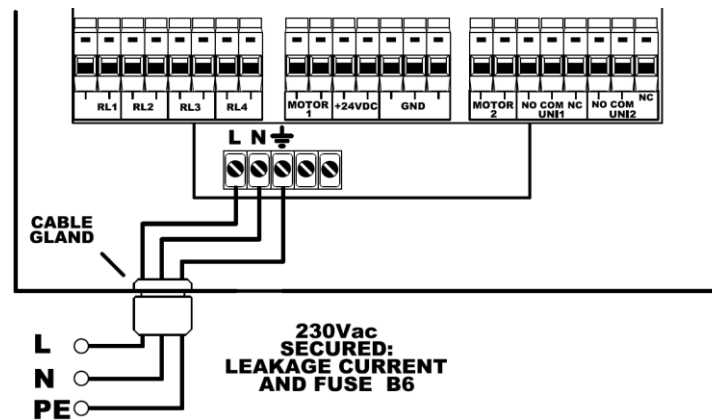 RL1 RL2 RL3 RL4
MOTOR 1 +24VDC GND
MOTOR 2 NO COM NC UNI1 NO COM NC UNI2
L N
CABLE
GLAND
L
N
PE
230Vac
SECURED:
LEAKAGE CURRENT
AND FUSE B6